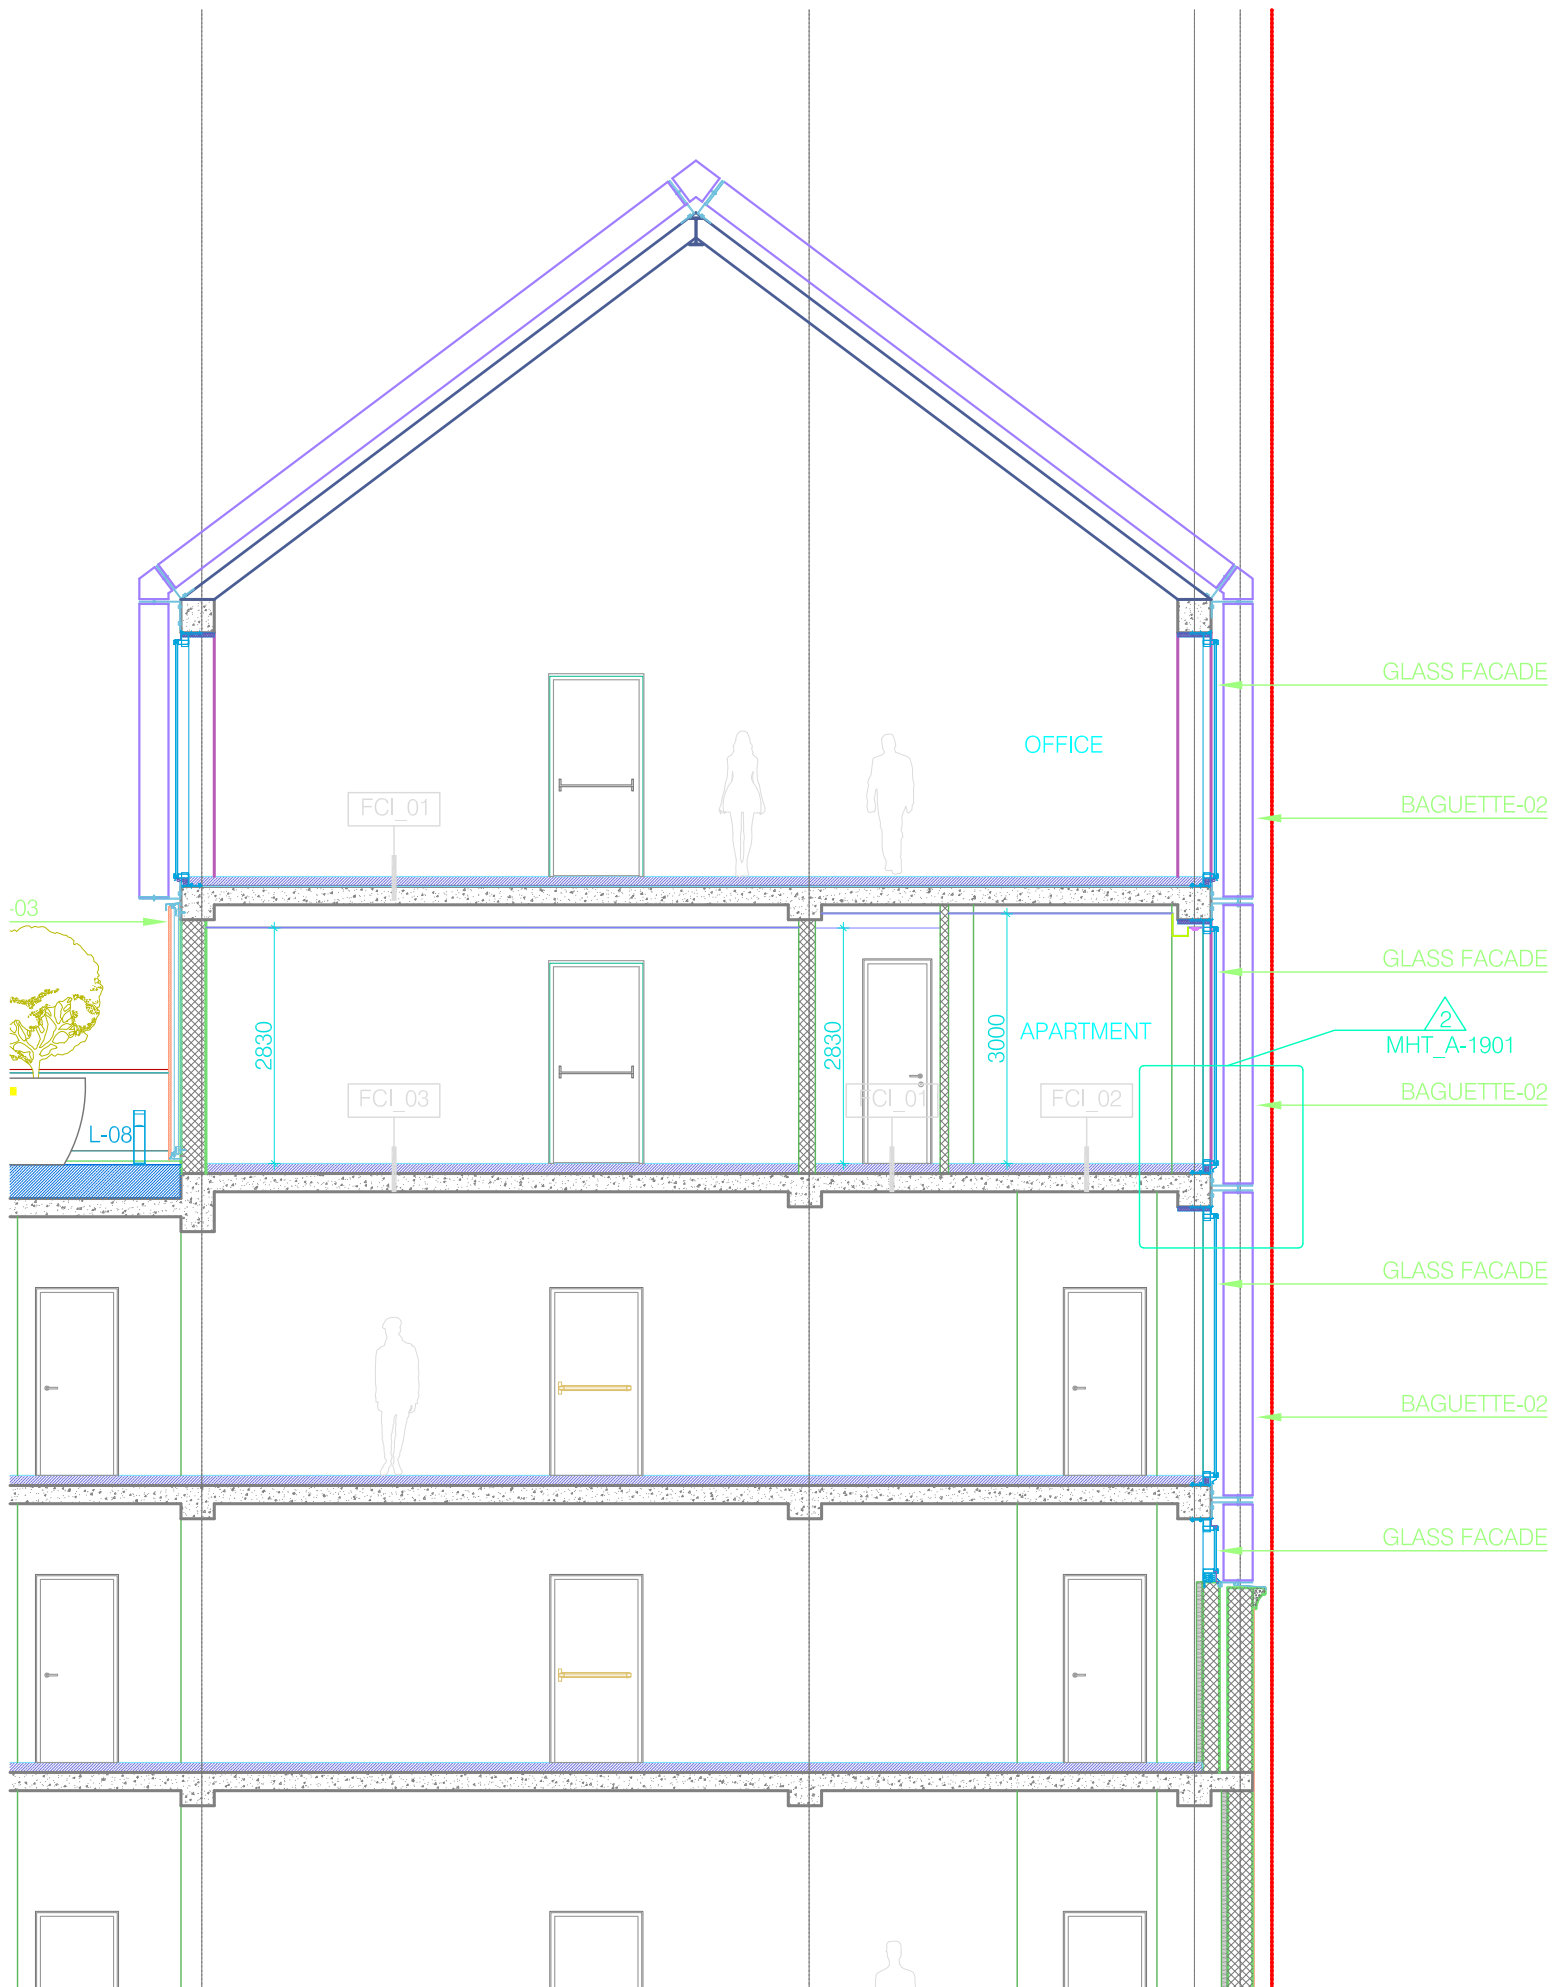 GLASS FACADE
OFFICE
FCI_01
BAGUETTE-02
-03
GLASS FACADE
2830
2830
3000
APARTMENT
2
MHT_A-1901
FCI_03
FCI_01
FCI_02
BAGUETTE-02
L-08
GLASS FACADE
BAGUETTE-02
GLASS FACADE